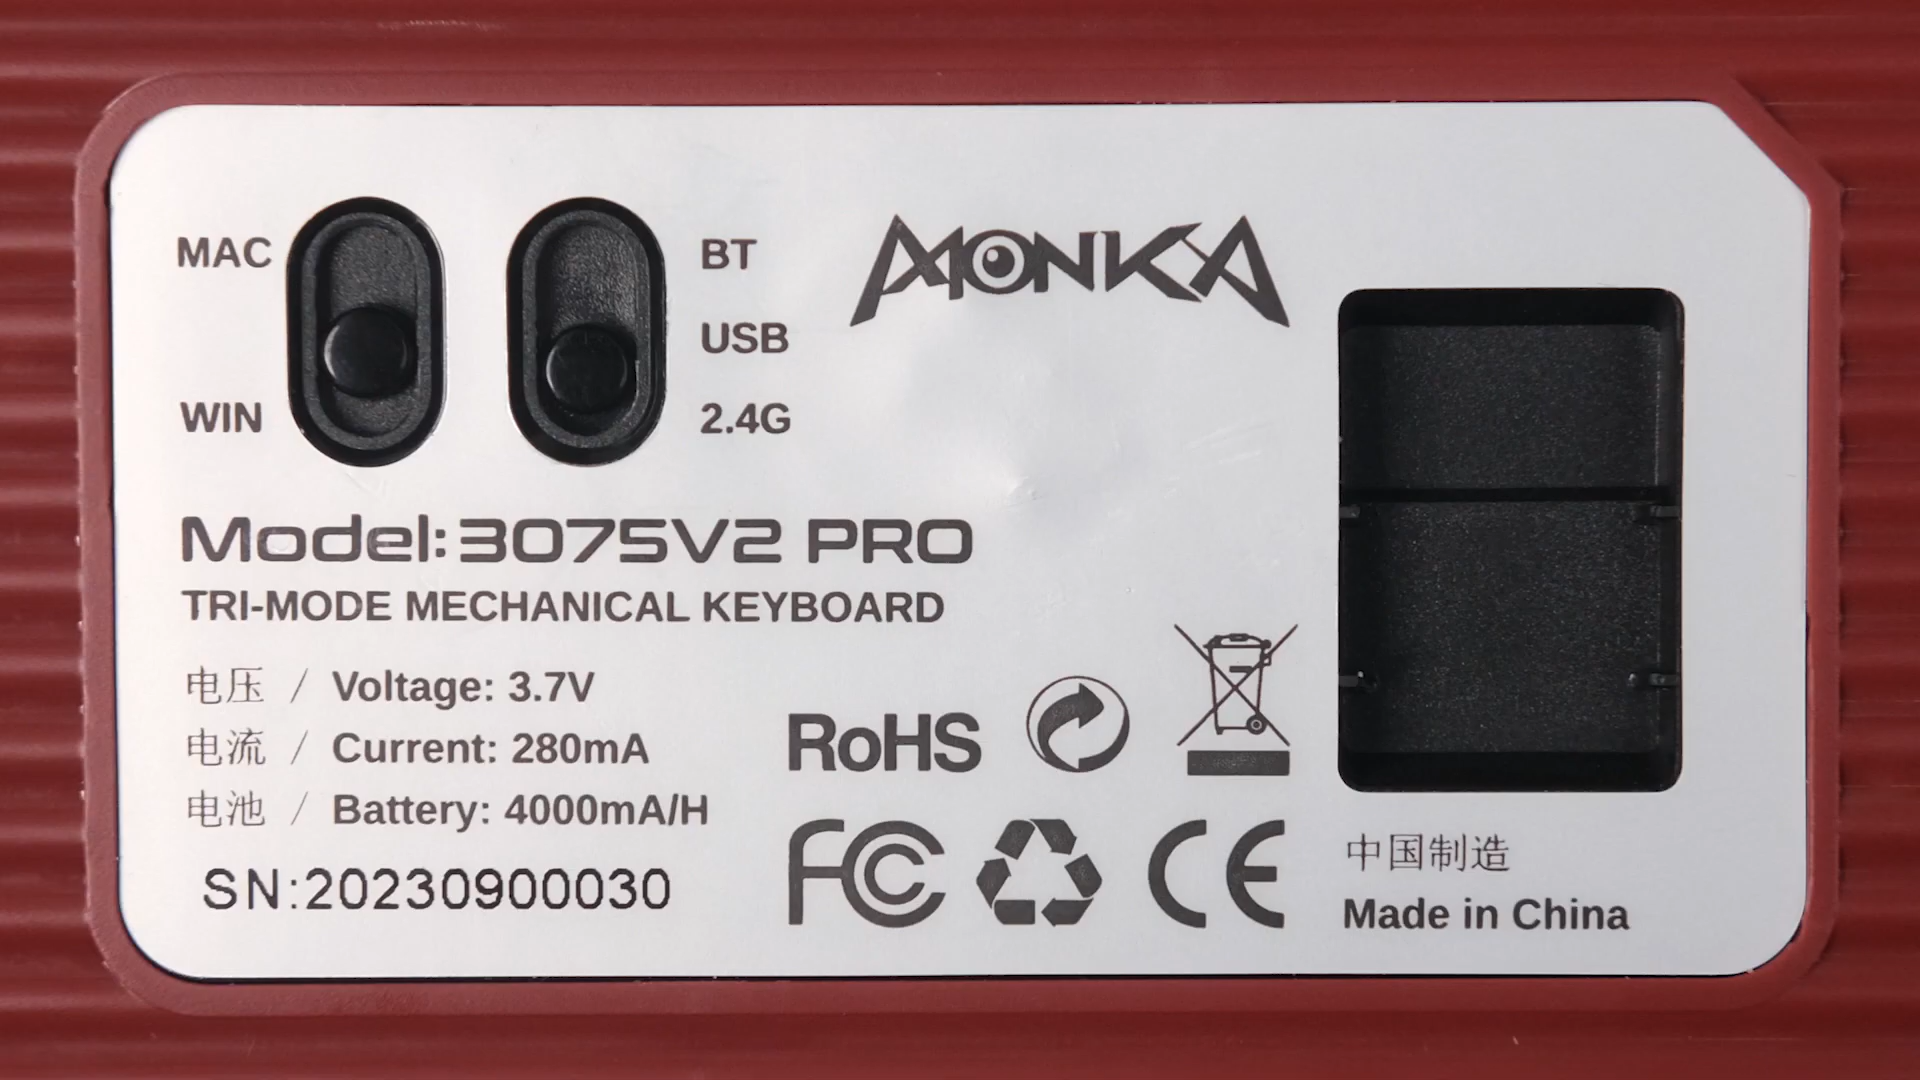 MAC
WIN
BT
USB
2.4G
MONKA
Model:3075V2 PRO
TRI-MODE MECHANICAL KEYBOARD
电压 / Voltage: 3.7V
电流 / Current: 280mA
电池 / Battery: 4000mA/H
SN:20230900030
RoHS
FC CE
中国制造
Made in China